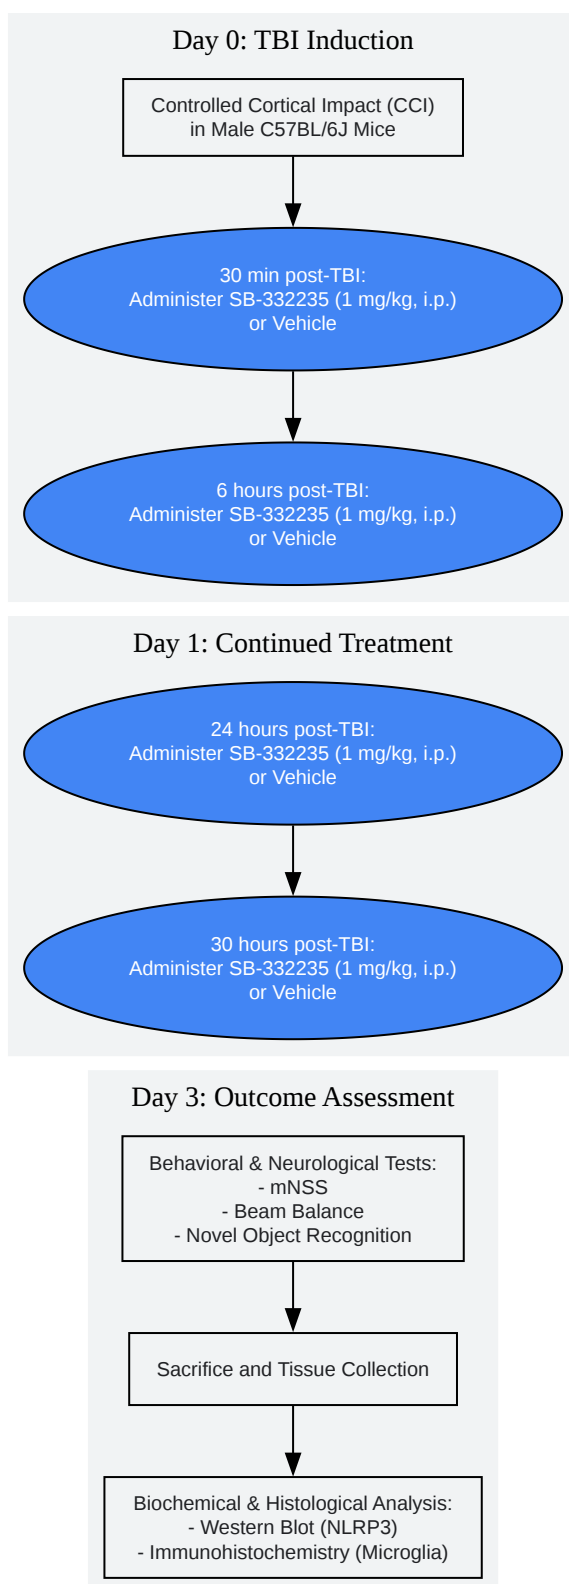 Day 0: TBI Induction
Controlled Cortical Impact (CCI)
in Male C57BL/6J Mice
30 min post-TBI:
Administer SB-332235 (1 mg/kg, i.p.)
or Vehicle
6 hours post-TBI:
Administer SB-332235 (1 mg/kg, i.p.)
or Vehicle
Day 1: Continued Treatment
24 hours post-TBI:
Administer SB-332235 (1 mg/kg, i.p.)
or Vehicle
30 hours post-TBI:
Administer SB-332235 (1 mg/kg, i.p.)
or Vehicle
Day 3: Outcome Assessment
Behavioral & Neurological Tests:
- mNSS
- Beam Balance
- Novel Object Recognition
Sacrifice and Tissue Collection
Biochemical & Histological Analysis:
- Western Blot (NLRP3)
- Immunohistochemistry (Microglia)